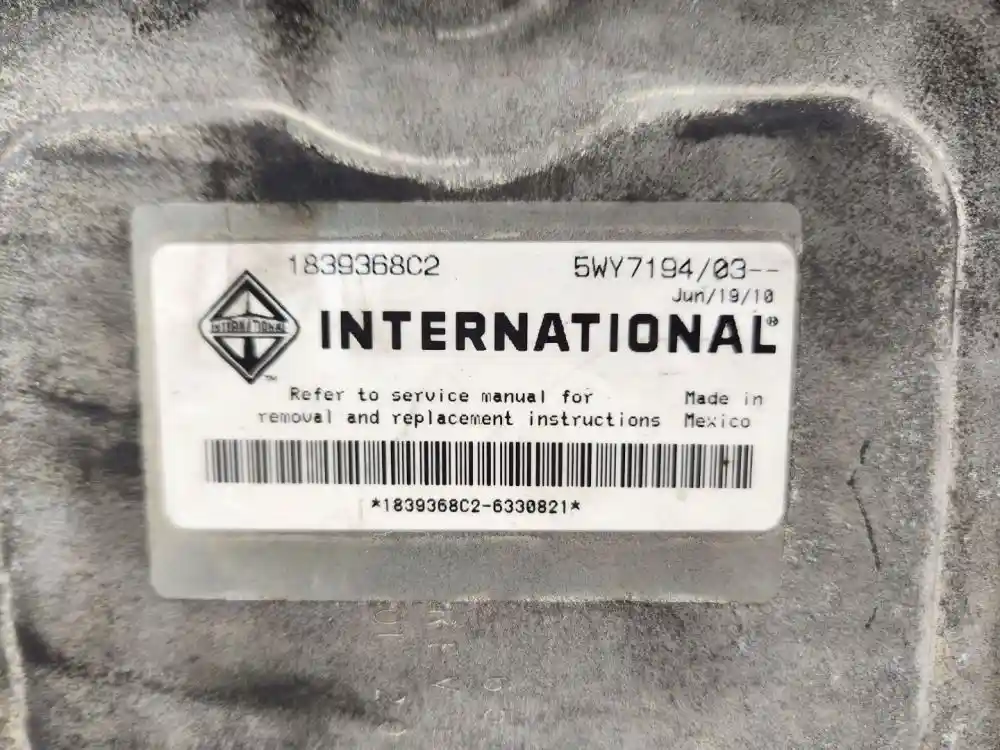 1839368C2 5WY7194/03--
Jun/19/10
INTERNATIONAL
INTERNATIONAL®
™
Refer to service manual for Made in
removal and replacement instructions Mexico
*1839368C2-6330821*